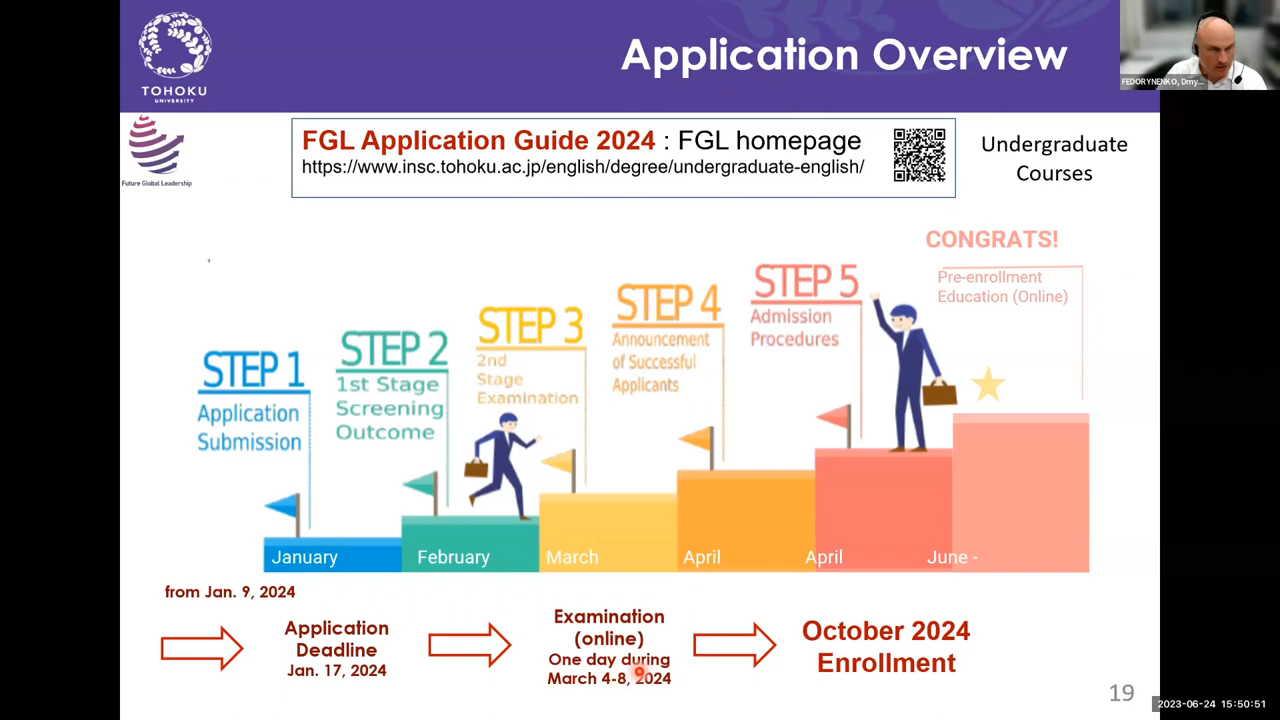 Application Overview
TOHOKU
UNIVERSITY
FEDORYNENKO, Dmy...
Future Global Leadership
FGL Application Guide 2024 : FGL homepage
https://www.insc.tohoku.ac.jp/english/degree/undergraduate-english/
Undergraduate
Courses
STEP 1
Application
Submission
STEP 2
1st Stage
Screening
Outcome
STEP 3
2nd
Stage
Examination
STEP 4
Announcement
of Successful
Applicants
STEP 5
Admission
Procedures
CONGRATS!
Pre-enrollment
Education (Online)
January
February
March
April
April
June -
from Jan. 9, 2024
Application
Deadline
Jan. 17, 2024
Examination
(online)
One day during
March 4-8, 2024
October 2024
Enrollment
19
2023-06-24 15:50:51